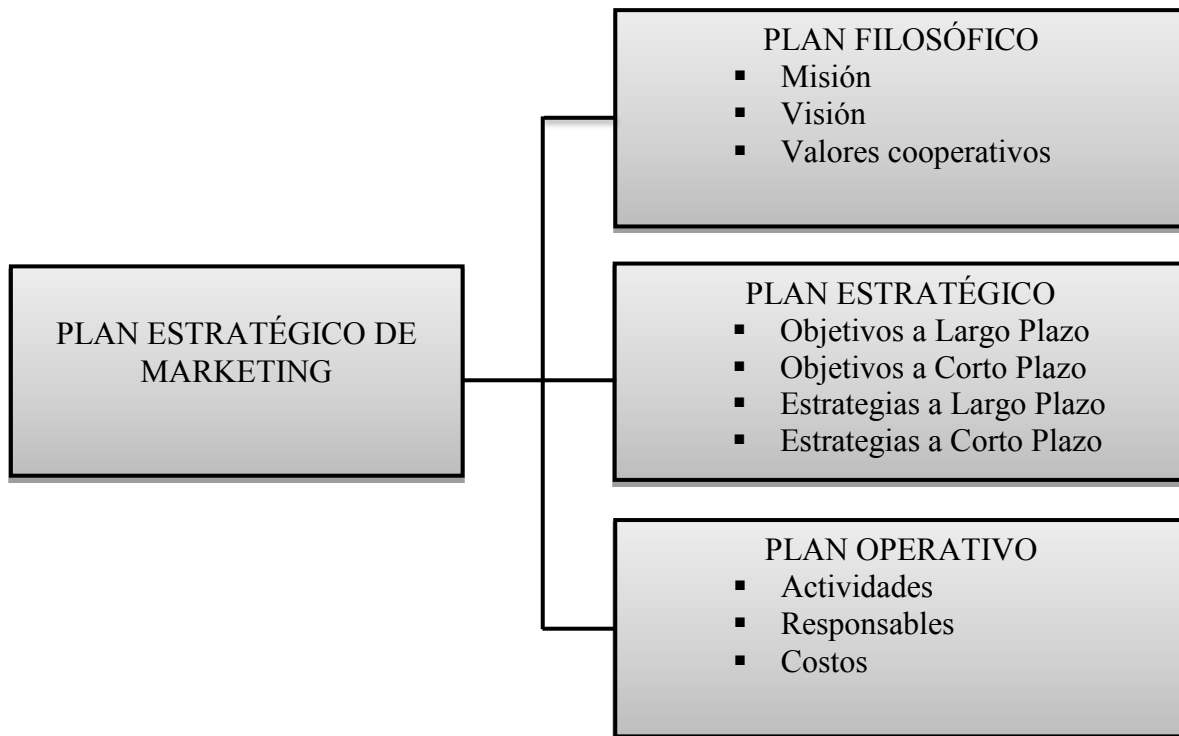 PLAN FILOSÓFICO
▪ Misión
▪ Visión
▪ Valores cooperativos
PLAN ESTRATÉGICO DE
MARKETING
PLAN ESTRATÉGICO
▪ Objetivos a Largo Plazo
▪ Objetivos a Corto Plazo
▪ Estrategias a Largo Plazo
▪ Estrategias a Corto Plazo
PLAN OPERATIVO
▪ Actividades
▪ Responsables
▪ Costos